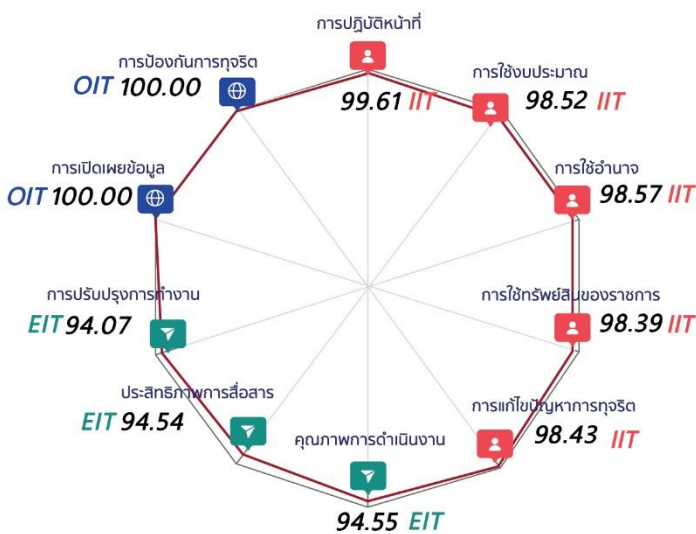 การปฏิบัติหน้าที่
99.61 IIT
การใช้งบประมาณ
98.52 IIT
การใช้อำนาจ
98.57 IIT
การใช้ทรัพย์สินของราชการ
98.39 IIT
การแก้ไขปัญหาการทุจริต
98.43 IIT
คุณภาพการดำเนินงาน
94.55 EIT
ประสิทธิภาพการสื่อสาร
EIT 94.54
การปรับปรุงการทำงาน
EIT 94.07
การเปิดเผยข้อมูล
OIT 100.00
การป้องกันการทุจริต
OIT 100.00